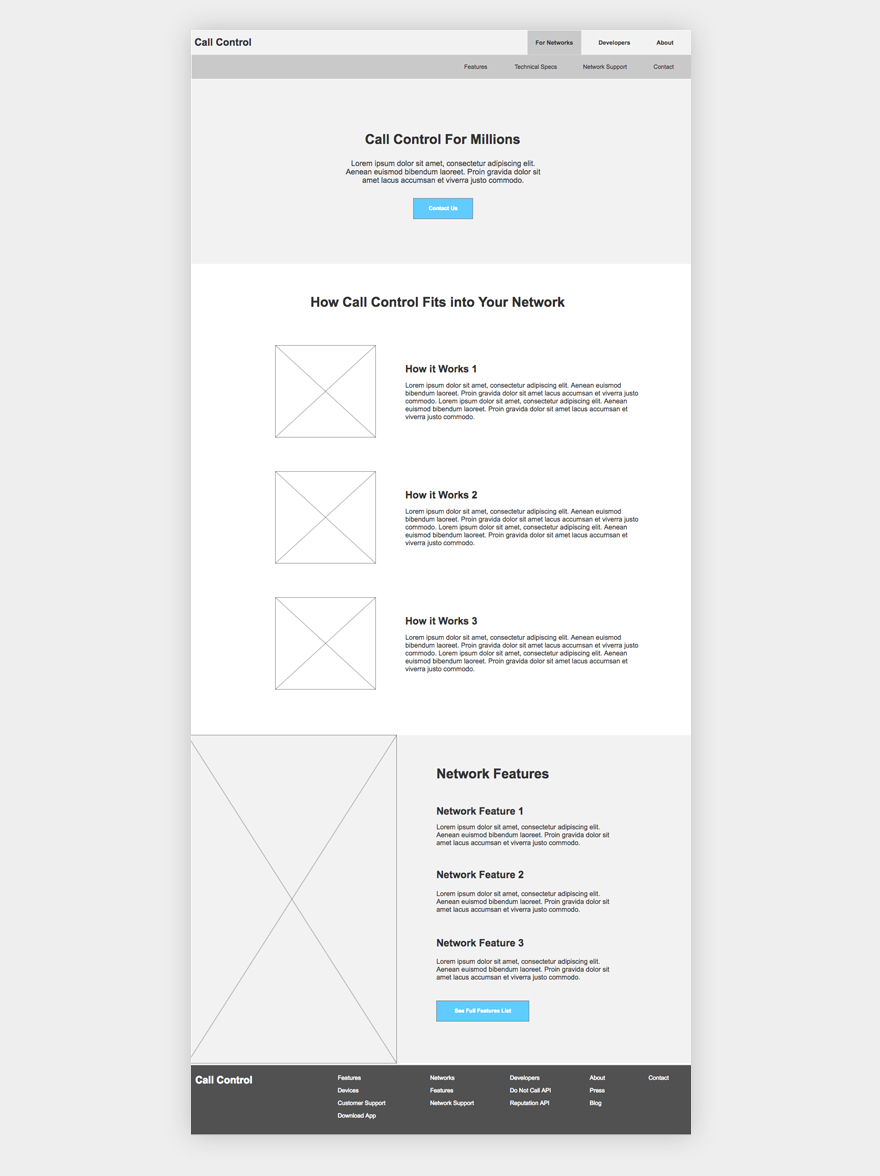 Call Control
For Networks Developers About
Features Technical Specs Network Support Contact
Call Control For Millions
Lorem ipsum dolor sit amet, consectetur adipiscing elit.
Aenean euismod bibendum laoreet. Proin gravida dolor sit
amet lacus accumsan et viverra justo commodo.
Contact Us
How Call Control Fits into Your Network
How it Works 1
Lorem ipsum dolor sit amet, consectetur adipiscing elit. Aenean euismod
bibendum laoreet. Proin gravida dolor sit amet lacus accumsan et viverra justo
commodo. Lorem ipsum dolor sit amet, consectetur adipiscing elit. Aenean
euismod bibendum laoreet. Proin gravida dolor sit amet lacus accumsan et
viverra justo commodo.
How it Works 2
Lorem ipsum dolor sit amet, consectetur adipiscing elit. Aenean euismod
bibendum laoreet. Proin gravida dolor sit amet lacus accumsan et viverra justo
commodo. Lorem ipsum dolor sit amet, consectetur adipiscing elit. Aenean
euismod bibendum laoreet. Proin gravida dolor sit amet lacus accumsan et
viverra justo commodo.
How it Works 3
Lorem ipsum dolor sit amet, consectetur adipiscing elit. Aenean euismod
bibendum laoreet. Proin gravida dolor sit amet lacus accumsan et viverra justo
commodo. Lorem ipsum dolor sit amet, consectetur adipiscing elit. Aenean
euismod bibendum laoreet. Proin gravida dolor sit amet lacus accumsan et
viverra justo commodo.
Network Features
Network Feature 1
Lorem ipsum dolor sit amet, consectetur adipiscing elit.
Aenean euismod bibendum laoreet. Proin gravida dolor sit
amet lacus accumsan et viverra justo commodo.
Network Feature 2
Lorem ipsum dolor sit amet, consectetur adipiscing elit.
Aenean euismod bibendum laoreet. Proin gravida dolor sit
amet lacus accumsan et viverra justo commodo.
Network Feature 3
Lorem ipsum dolor sit amet, consectetur adipiscing elit.
Aenean euismod bibendum laoreet. Proin gravida dolor sit
amet lacus accumsan et viverra justo commodo.
See Full Features List
Call Control
Features Networks Developers About Contact
Devices Features Do Not Call API Press
Customer Support Network Support Reputation API Blog
Download App